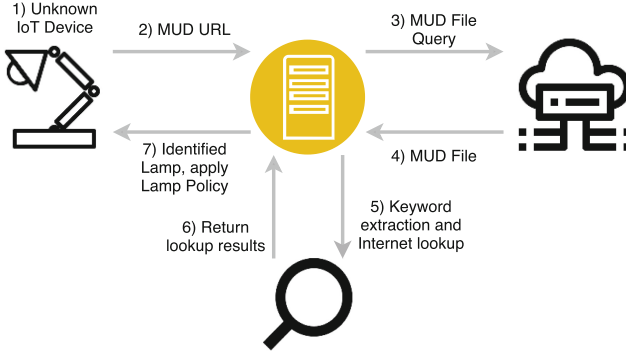 1) Unknown
IoT Device
2) MUD URL
3) MUD File
Query
4) MUD File
5) Keyword
extraction and
Internet lookup
6) Return
lookup results
7) Identified
Lamp, apply
Lamp Policy